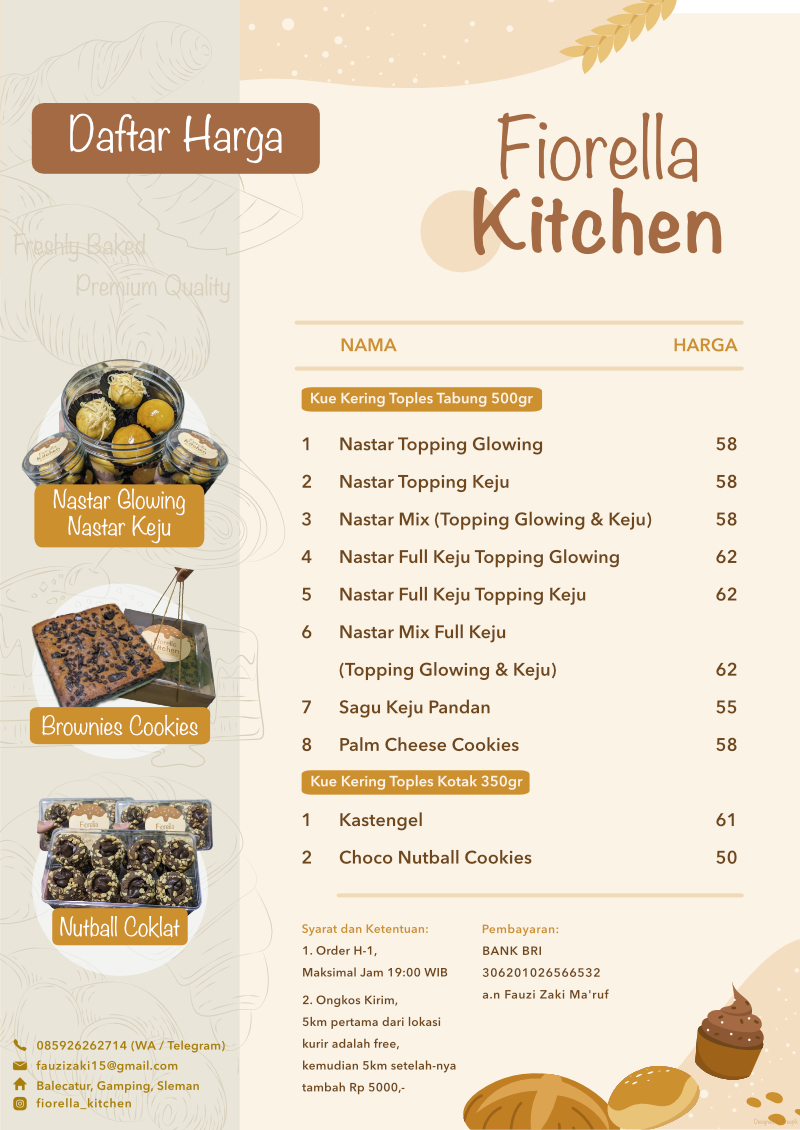 Daftar Harga
Fiorella
Kitchen
Freshly Baked
Premium Quality
NAMA HARGA
Kue Kering Toples Tabung 500gr
1 Nastar Topping Glowing 58
2 Nastar Topping Keju 58
3 Nastar Mix (Topping Glowing & Keju) 58
4 Nastar Full Keju Topping Glowing 62
5 Nastar Full Keju Topping Keju 62
6 Nastar Mix Full Keju
(Topping Glowing & Keju) 62
7 Sagu Keju Pandan 55
8 Palm Cheese Cookies 58
Kue Kering Toples Kotak 350gr
1 Kastengel 61
2 Choco Nutball Cookies 50
Nastar Glowing
Nastar Keju
Fiorella
Kitchen
Brownies Cookies
Fiorella
Fiorella
Nutball Coklat
Syarat dan Ketentuan:
1. Order H-1,
Maksimal Jam 19:00 WIB
2. Ongkos Kirim,
5km pertama dari lokasi
kurir adalah free,
kemudian 5km setelah-nya
tambah Rp 5000,-
Pembayaran:
BANK BRI
306201026566532
a.n Fauzi Zaki Ma'ruf
085926262714 (WA / Telegram)
fauzizaki15@gmail.com
Balecatur, Gamping, Sleman
fiorella_kitchen